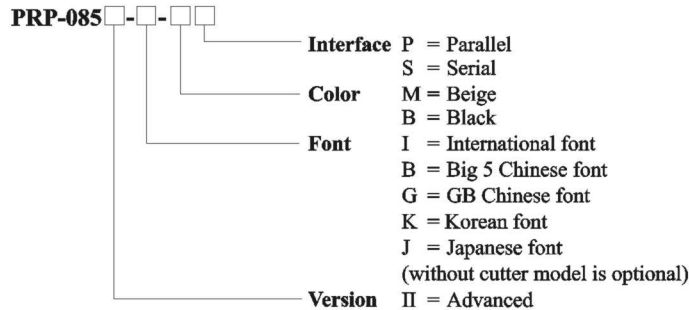 PRP-085□-□-□□
Interface P = Parallel
S = Serial
Color M = Beige
B = Black
Font I = International font
B = Big 5 Chinese font
G = GB Chinese font
K = Korean font
J = Japanese font
(without cutter model is optional)
Version II = Advanced